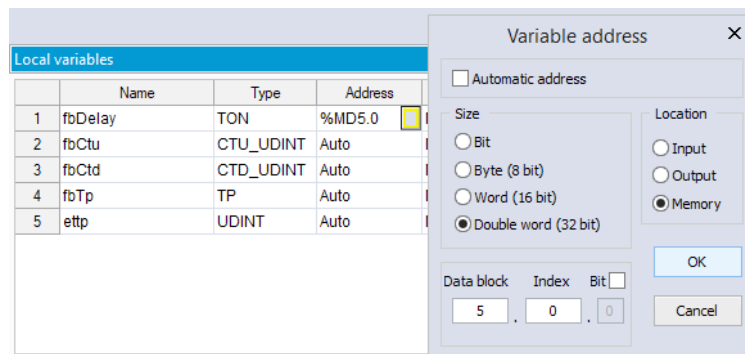 Local variables
Name Type Address
1 fbDelay TON %MD5.0
2 fbCtu CTU_UDINT Auto
3 fbCtd CTD_UDINT Auto
4 fbTp TP Auto
5 ettp UDINT Auto
Variable address
Automatic address
Size
Bit
Byte (8 bit)
Word (16 bit)
Double word (32 bit)
Location
Input
Output
Memory
Data block Index Bit
5 . 0 . 0
OK
Cancel